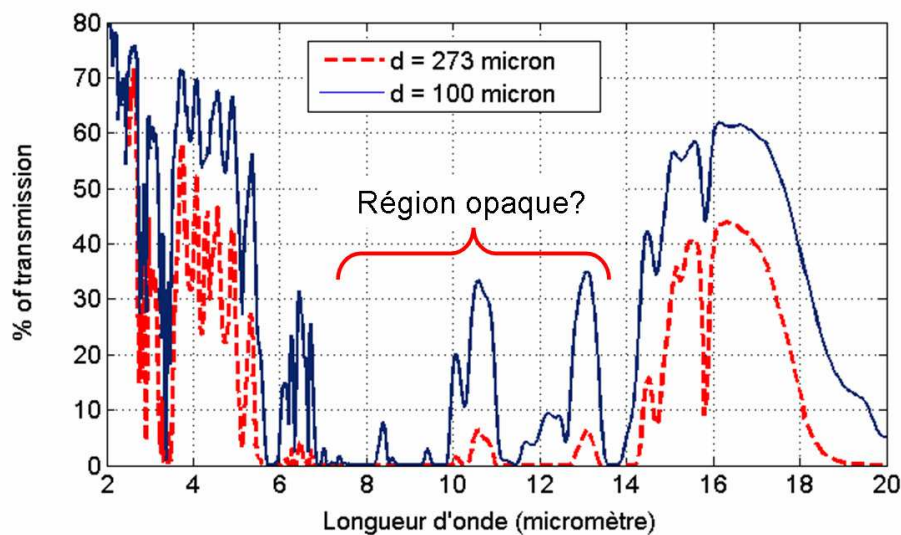 % of transmission
80
70
60
50
40
30
20
10
0
d = 273 micron
d = 100 micron
Région opaque?
2 4 6 8 10 12 14 16 18 20
Longueur d'onde (micromètre)